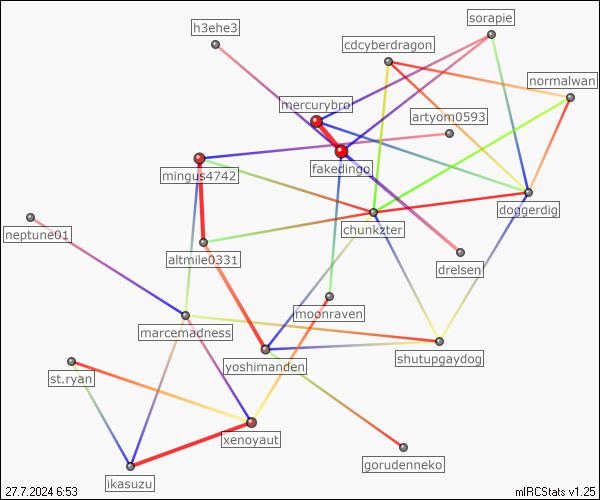 sorapie
h3ehe3
cdcyberdragon
normalwan
mercurybro
artyom0593
fakedingo
mingus4742
doggerdig
chunkzter
neptune01
altmile0331
drelsen
moonraven
marcemadness
shutupgaydog
yoshimanden
st.ryan
xenoyaut
gorudenneko
ikasuzu
27.7.2024 6:53
mIRCStats v1.25